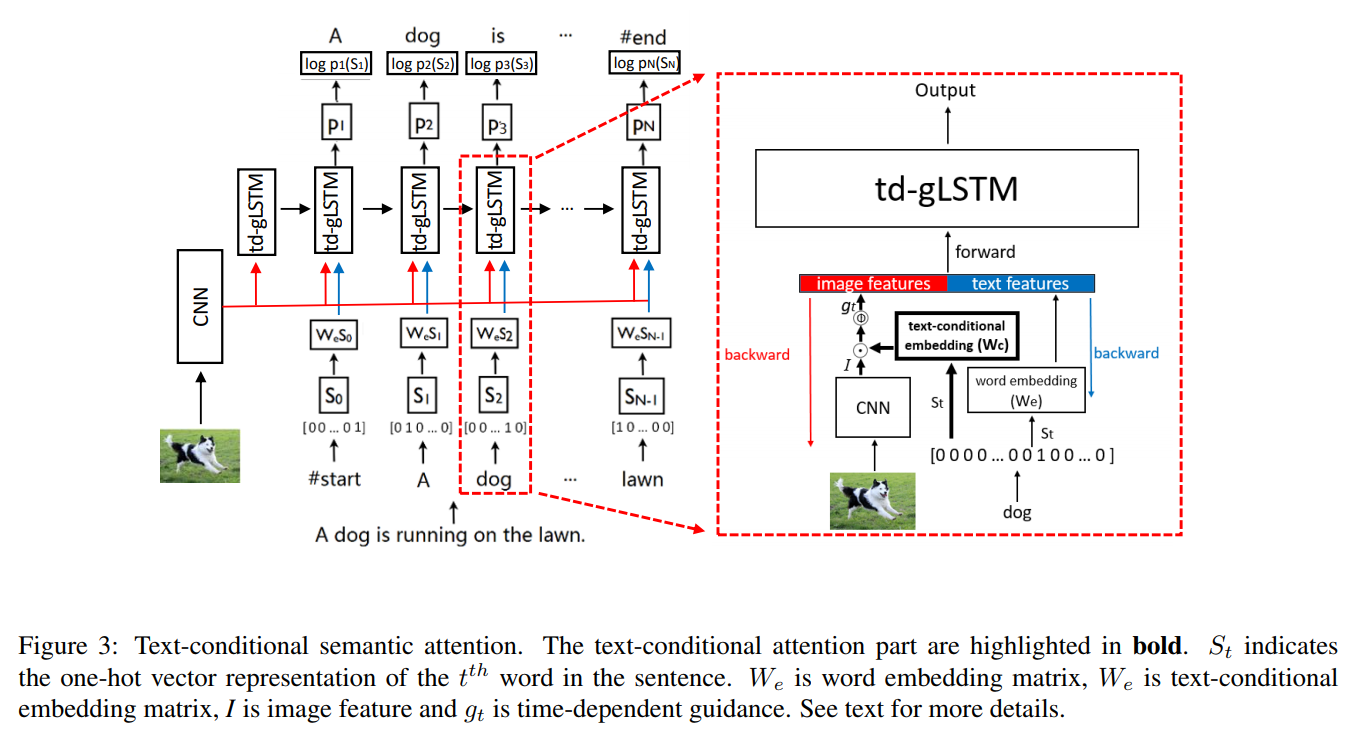 A dog is ... #end
log p1(S1) log p2(S2) log p3(S3) log pN(SN)
p1 p2 p3 pN
td-gLSTM td-gLSTM td-gLSTM td-gLSTM ... td-gLSTM
CNN
WeS0 WeS1 WeS2 WeSN-1
S0 S1 S2 SN-1
[0 0 ... 0 1] [0 1 0 ... 0] [0 0 ... 1 0] [1 0 ... 0 0]
#start A dog ... lawn
A dog is running on the lawn.
Output
td-gLSTM
forward
image features text features
gt
Φ
text-conditional
embedding (Wc)
backward
backward
I
CNN
St
word embedding
(We)
St
[0 0 0 0 ... 0 0 1 0 0 ... 0 ]
dog
Figure 3: Text-conditional semantic attention. The text-conditional attention part are highlighted in bold. St indicates
the one-hot vector representation of the tth word in the sentence. We is word embedding matrix, We is text-conditional
embedding matrix, I is image feature and gt is time-dependent guidance. See text for more details.